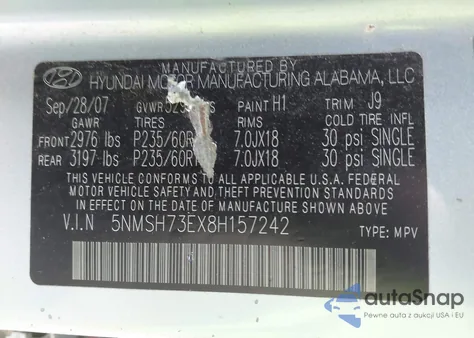 MANUFACTURED BY
HYUNDAI MOTOR MANUFACTURING ALABAMA, LLC
Sep/28/07 GVWR PAINT H1 TRIM J9
GAWR TIRES RIMS COLD TIRE INFL
FRONT 2976 lbs P235/60R 7.0JX18 30 psi SINGLE
REAR 3197 lbs P235/60R 7.0JX18 30 psi SINGLE
THIS VEHICLE CONFORMS TO ALL APPLICABLE U.S. FEDERAL
MOTOR VEHICLE SAFETY AND THEFT PREVENTION STANDARDS IN
EFFECT ON THE DATE OF MANUFACTURE SHOWN ABOVE.
V.I.N 5NMSH73EX8H157242 TYPE: MPV
autoSnap
Pewne auta z aukcji USA i EU